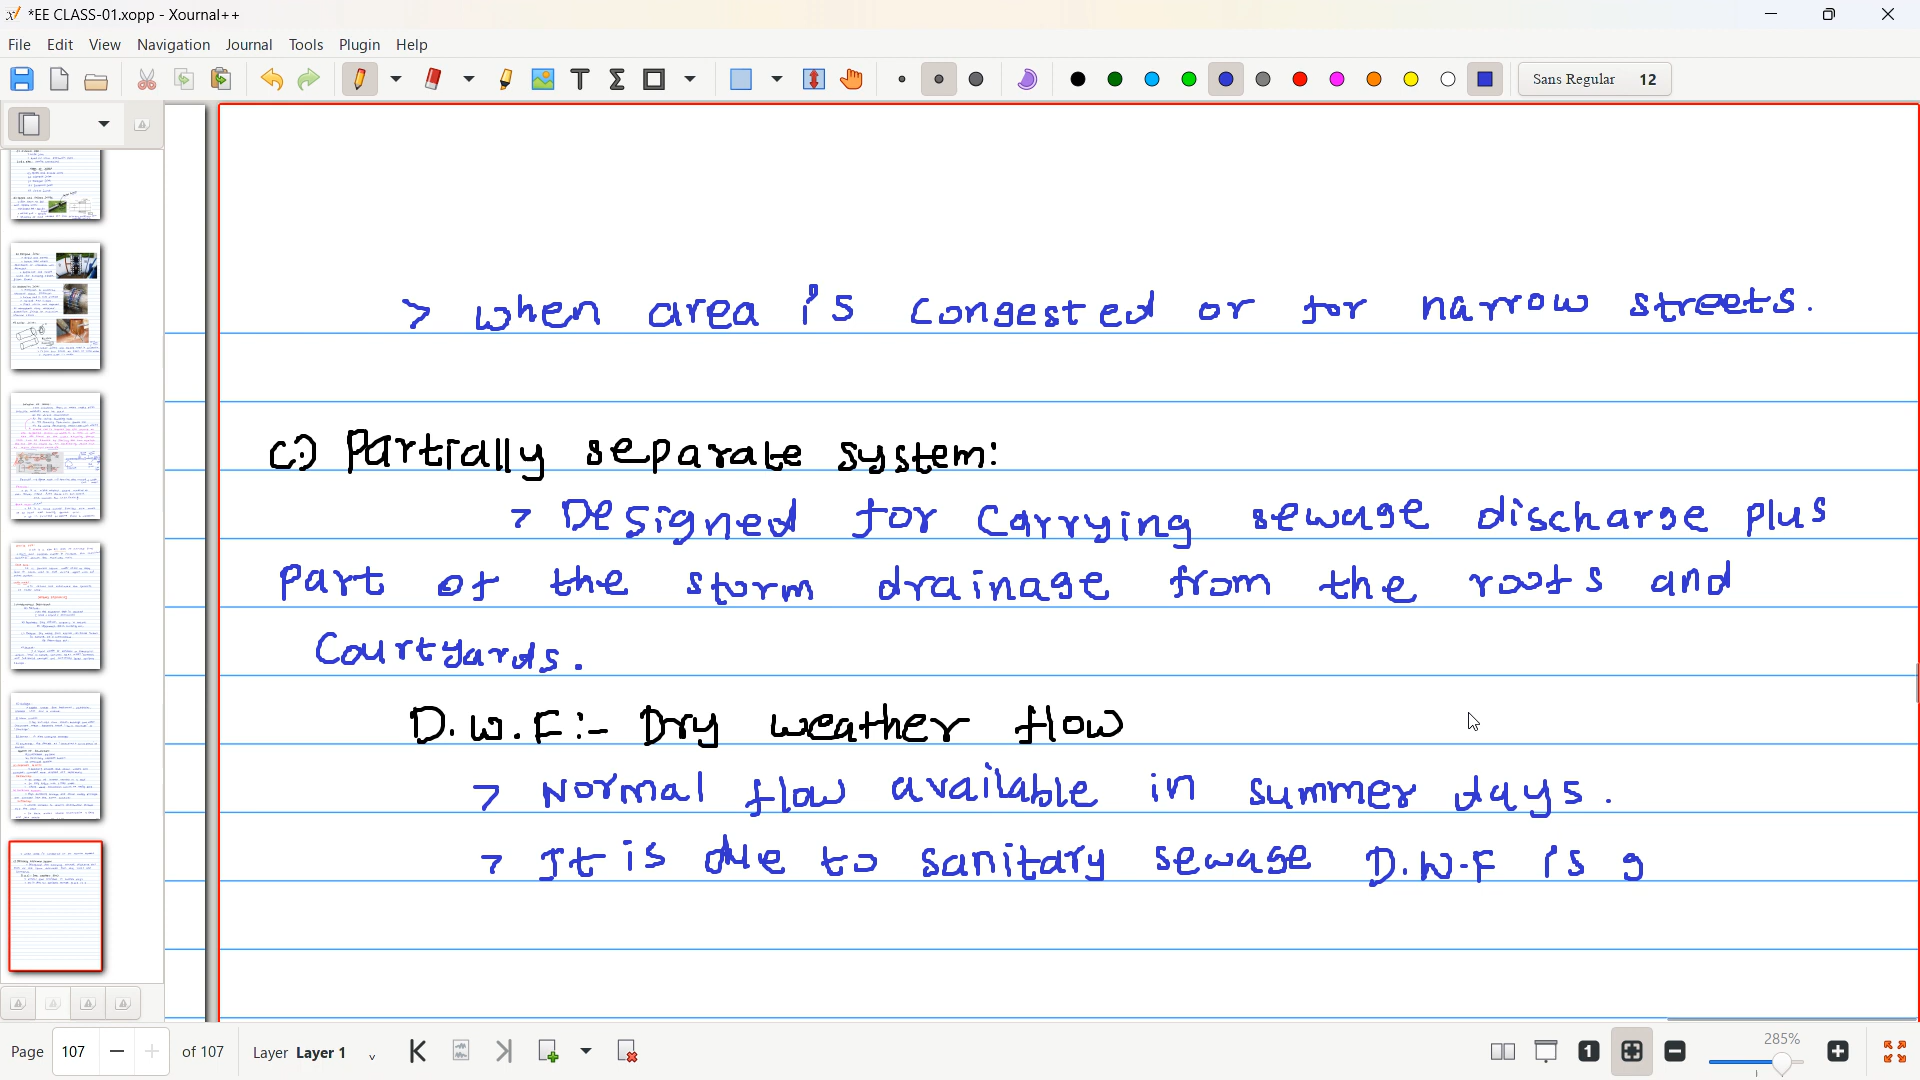 *EE CLASS-01.xopp - Xournal++
File Edit View Navigation Journal Tools Plugin Help
Sans Regular 12
> when area is congested or for narrow streets.
c.) Partially separate system:
> Designed for carrying sewage discharge plus
part of the storm drainage from the roofs and
Courtyards.
D.W.F:- Dry weather flow
> Normal flow available in summer days.
> It is due to sanitary sewage D.W.F is g
Page 107 of 107 Layer Layer 1 285%